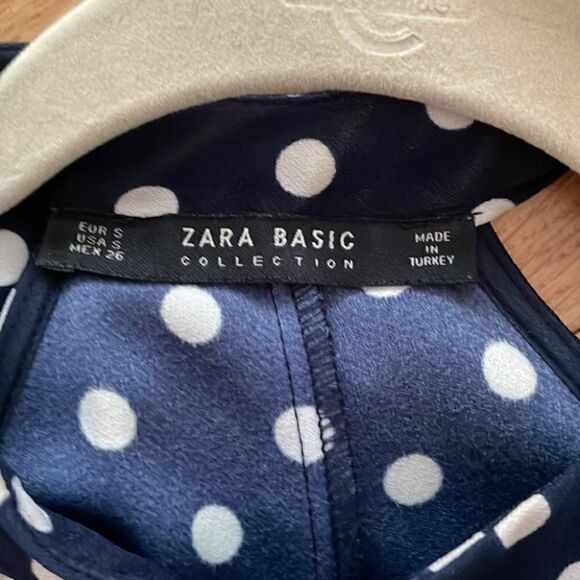 EUR S
USA S
MEX 26
ZARA BASIC
COLLECTION
MADE
IN
TURKEY